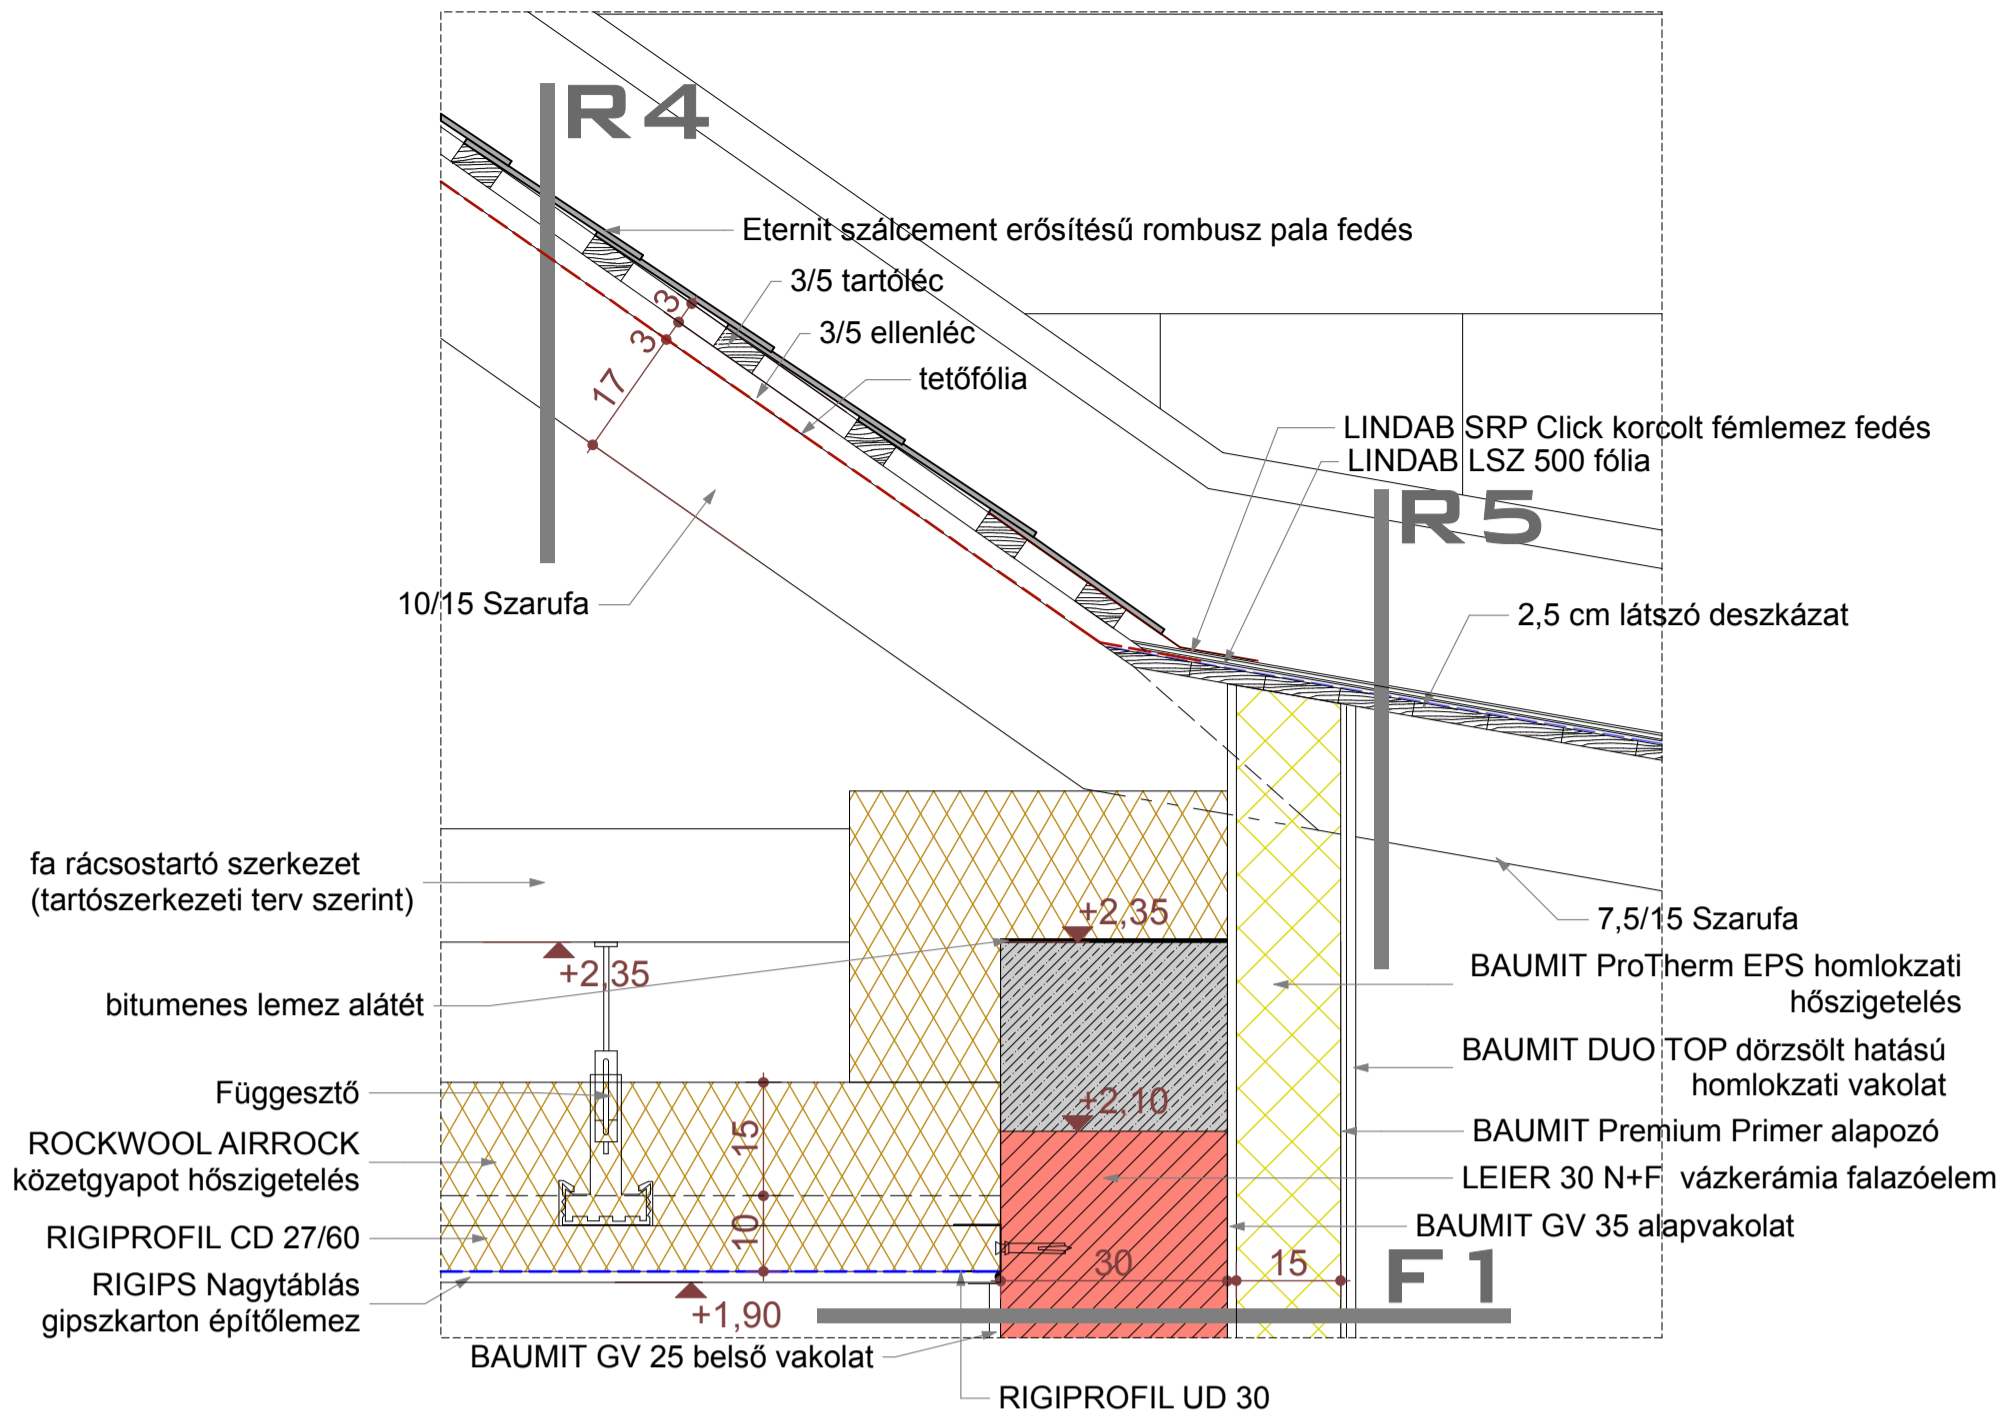 R4
Eternit szálcement erősítésű rombusz pala fedés
3/5 tartóléc
3/5 ellenléc
tetőfólia
3
3
17
LINDAB SRP Click korcolt fémlemez fedés
LINDAB LSZ 500 fólia
R5
10/15 Szarufa
2,5 cm látszó deszkázat
fa rácsostartó szerkezet
(tartószerkezeti terv szerint)
+2,35
+2,35
7,5/15 Szarufa
BAUMIT ProTherm EPS homlokzati
hőszigetelés
bitumenes lemez alátét
BAUMIT DUO TOP dörzsölt hatású
homlokzati vakolat
Függesztő
+2,10
15
BAUMIT Premium Primer alapozó
ROCKWOOL AIRROCK
közetgyapot hőszigetelés
LEIER 30 N+F vázkerámia falazóelem
BAUMIT GV 35 alapvakolat
RIGIPROFIL CD 27/60
10
30
15
F1
RIGIPS Nagytáblás
gipszkarton építőlemez
+1,90
BAUMIT GV 25 belső vakolat
RIGIPROFIL UD 30